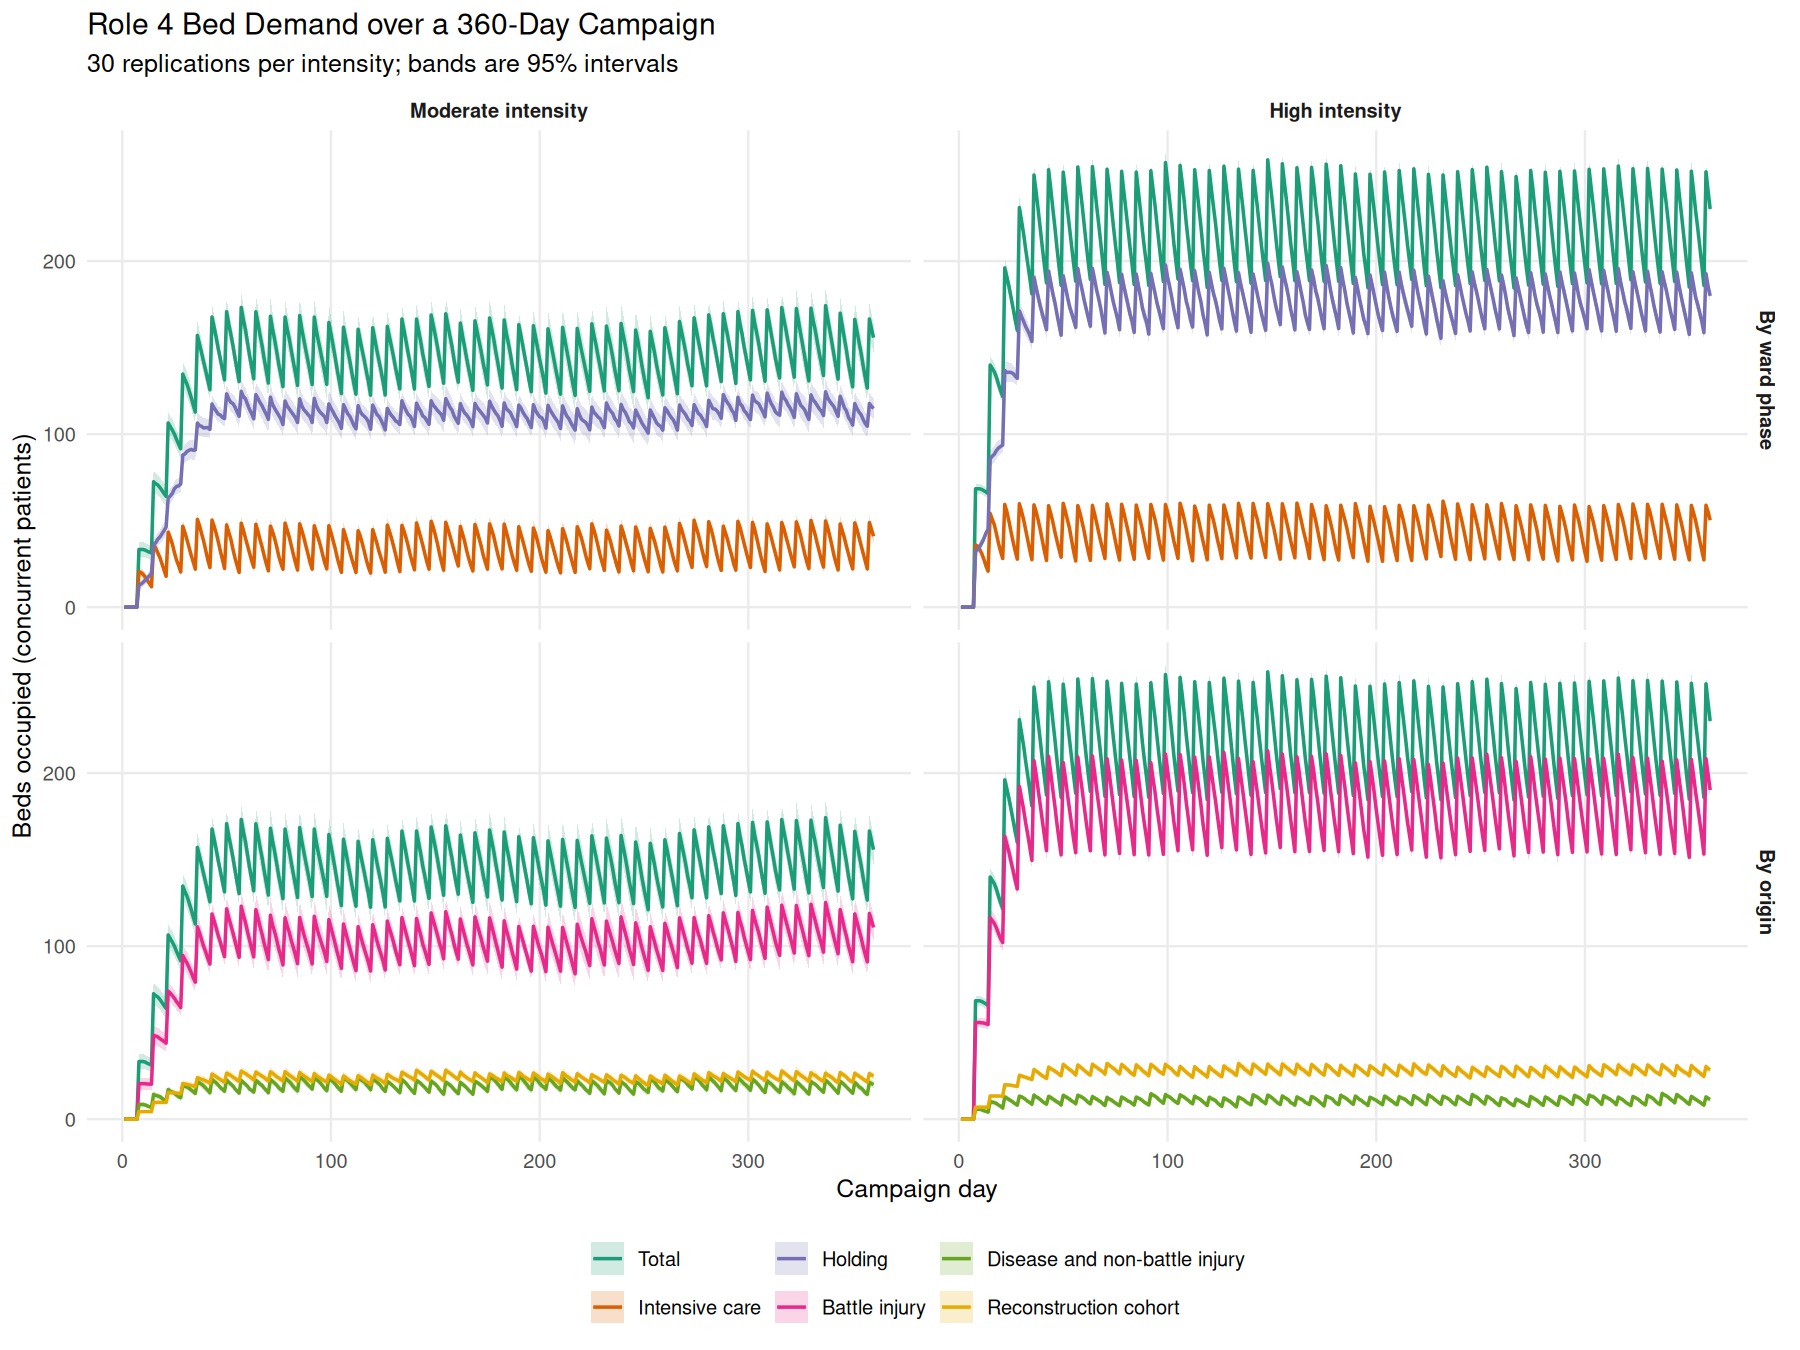 Role 4 Bed Demand over a 360-Day Campaign
30 replications per intensity; bands are 95% intervals
Moderate intensity
High intensity
Beds occupied (concurrent patients)
200
100
0
By ward phase
200
100
0
By origin
0 100 200 300
0 100 200 300
Campaign day
Total
Holding
Disease and non-battle injury
Intensive care
Battle injury
Reconstruction cohort